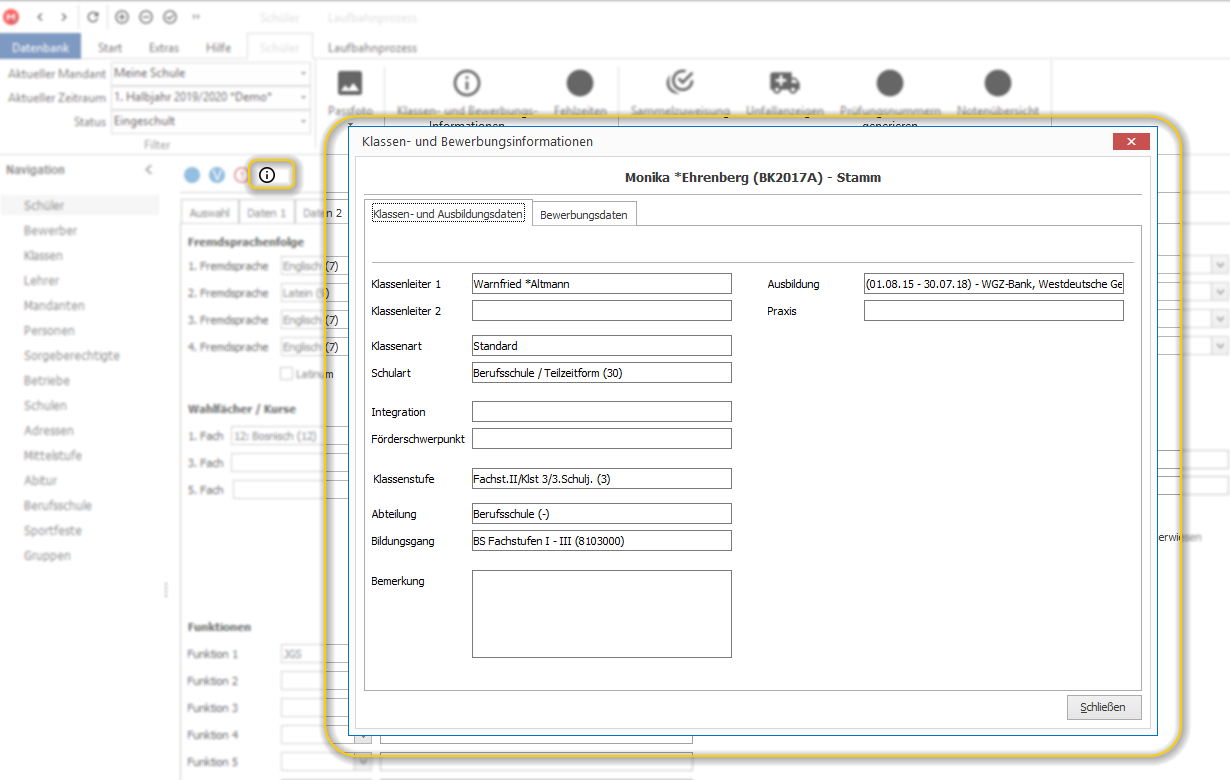 Schüler Laufbahnprozess
Datenbank Start Extras Hilfe Schüler Laufbahnprozess
Aktueller Mandant Meine Schule
Aktueller Zeitraum 1. Halbjahr 2019/2020 "Demo"
Status Eingeschult
Filter
Passfoto
Klassen- und Bewerbungs-
Informationen
Fehlzeiten
Sammelzuweisung
Unfallanzeigen
Prüfungsnummern
generieren
Notenübersicht
Navigation
Schüler
Bewerber
Klassen
Lehrer
Mandanten
Personen
Sorgeberechtigte
Betriebe
Schulen
Adressen
Mittelstufe
Abitur
Berufsschule
Sportfeste
Gruppen
Auswahl Daten 1 Daten 2
Fremdsprachenfolge
1. Fremdsprache Englisch (7)
2. Fremdsprache Latein (9)
3. Fremdsprache Englisch (7)
4. Fremdsprache Englisch (7)
Latinum
Wahlfächer / Kurse
1. Fach 12: Bosnisch (12)
3. Fach
5. Fach
Funktionen
Funktion 1 JGS
Funktion 2
Funktion 3
Funktion 4
Funktion 5
Klassen- und Bewerbungsinformationen
Monika *Ehrenberg (BK2017A) - Stamm
Klassen- und Ausbildungsdaten Bewerbungsdaten
Klassenleiter 1 Warnfried *Altmann Ausbildung (01.08.15 - 30.07.18) - WGZ-Bank, Westdeutsche Ge
Klassenleiter 2 Praxis
Klassenart Standard
Schulart Berufsschule / Teilzeitform (30)
Integration
Förderschwerpunkt
Klassenstufe Fachst.II/Klst 3/3.Schulj. (3)
Abteilung Berufsschule (-)
Bildungsgang BS Fachstufen I - III (8103000)
Bemerkung
Schließen
erwiesen